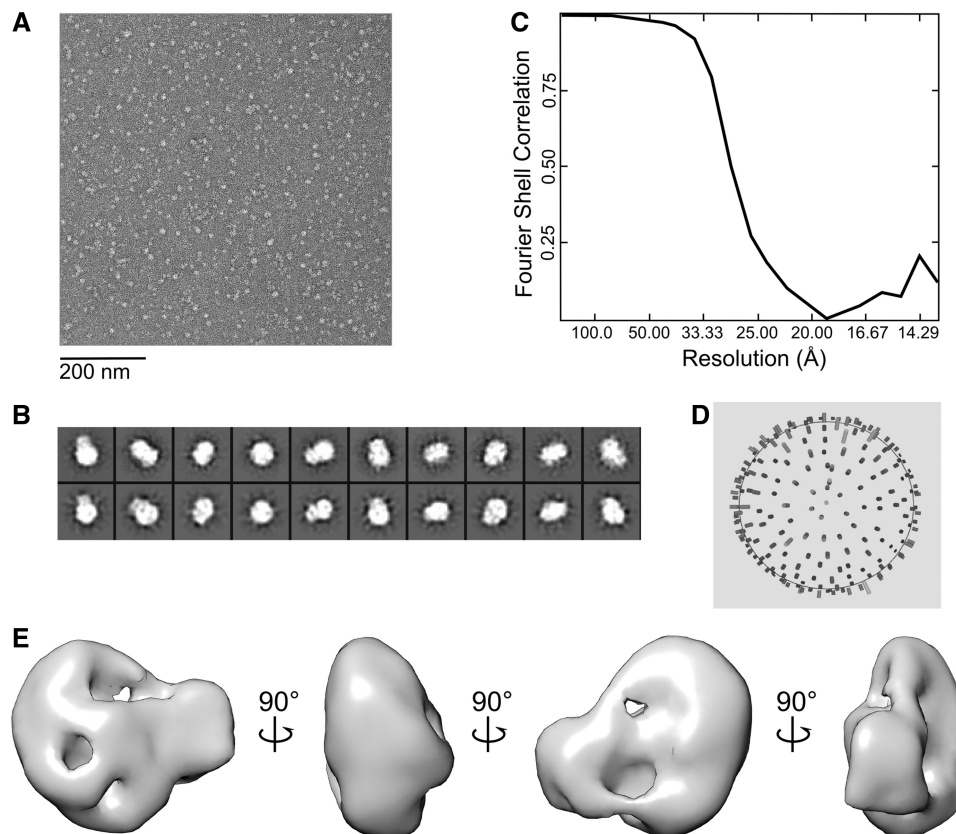 A
200 nm
B
C
Fourier Shell Correlation
0.75
0.50
0.25
100.0 50.00 33.33 25.00 20.00 16.67 14.29
Resolution (Å)
D
E
90° 90° 90°